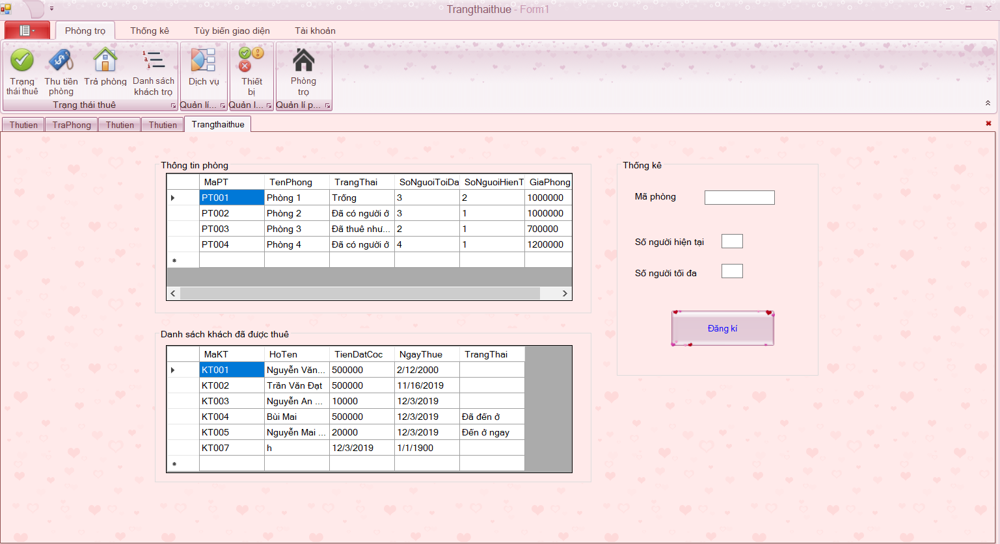 Trangthaithue - Form1
Phòng trọ Thống kê Tùy biến giao diện Tài khoản
Trạng thái thuê
Thu tiền phòng
Trả phòng
Danh sách khách trọ
Dịch vụ
Thiết bị
Phòng trọ
Trạng thái thuê Quản lí... Quản l... Quản lí p...
Thutien TraPhong Thutien Thutien Trangthaithue
Thông tin phòng
MaPT TenPhong TrangThai SoNguoiToiDa SoNguoiHienT GiaPhong
PT001 Phòng 1 Trống 3 2 1000000
PT002 Phòng 2 Đã có người ở 3 1 1000000
PT003 Phòng 3 Đã thuê như... 2 1 700000
PT004 Phòng 4 Đã có người ở 4 1 1200000
Danh sách khách đã được thuê
MaKT HoTen TienDatCoc NgayThue TrangThai
KT001 Nguyễn Văn... 500000 2/12/2000
KT002 Trần Văn Đạt 500000 11/16/2019
KT003 Nguyễn An ... 10000 12/3/2019
KT004 Bùi Mai 500000 12/3/2019 Đã đến ở
KT005 Nguyễn Mai ... 20000 12/3/2019 Đến ở ngay
KT007 h 12/3/2019 1/1/1900
Thống kê
Mã phòng
Số người hiện tại
Số người tối đa
Đăng kí